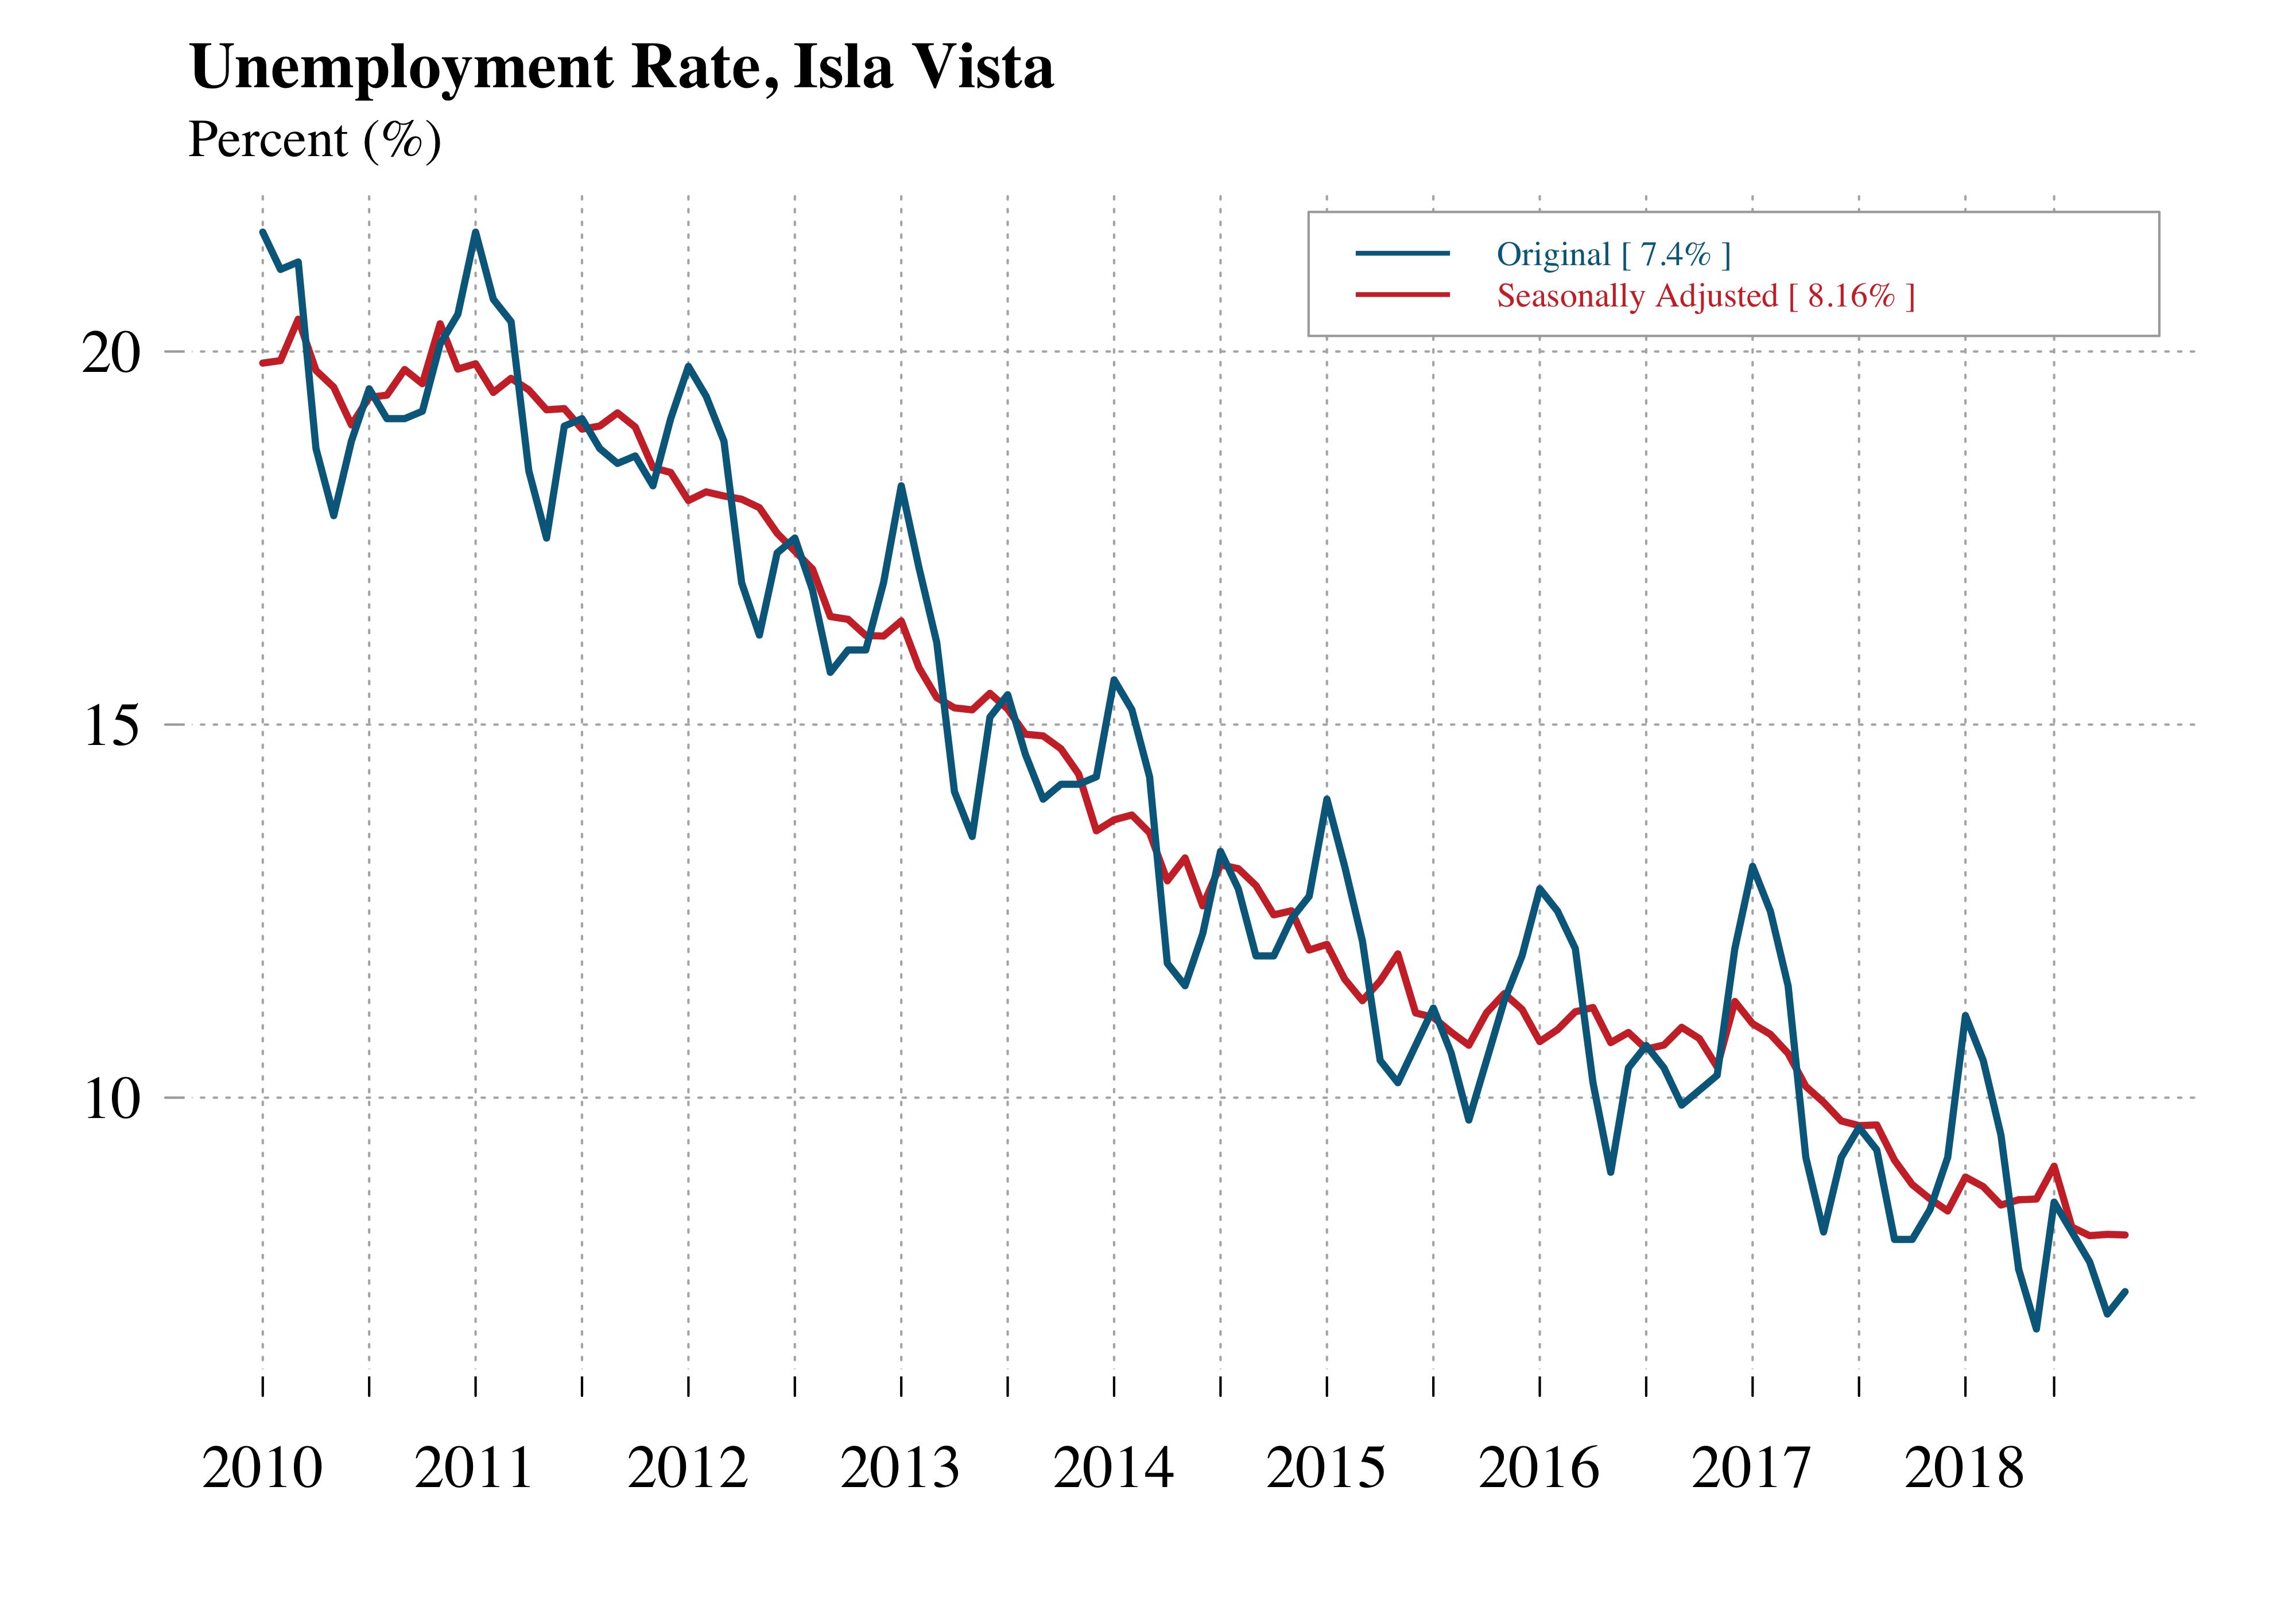 Unemployment Rate, Isla Vista
Percent (%)
Original [ 7.4% ]
Seasonally Adjusted [ 8.16% ]
20
15
10
2010 2011 2012 2013 2014 2015 2016 2017 2018